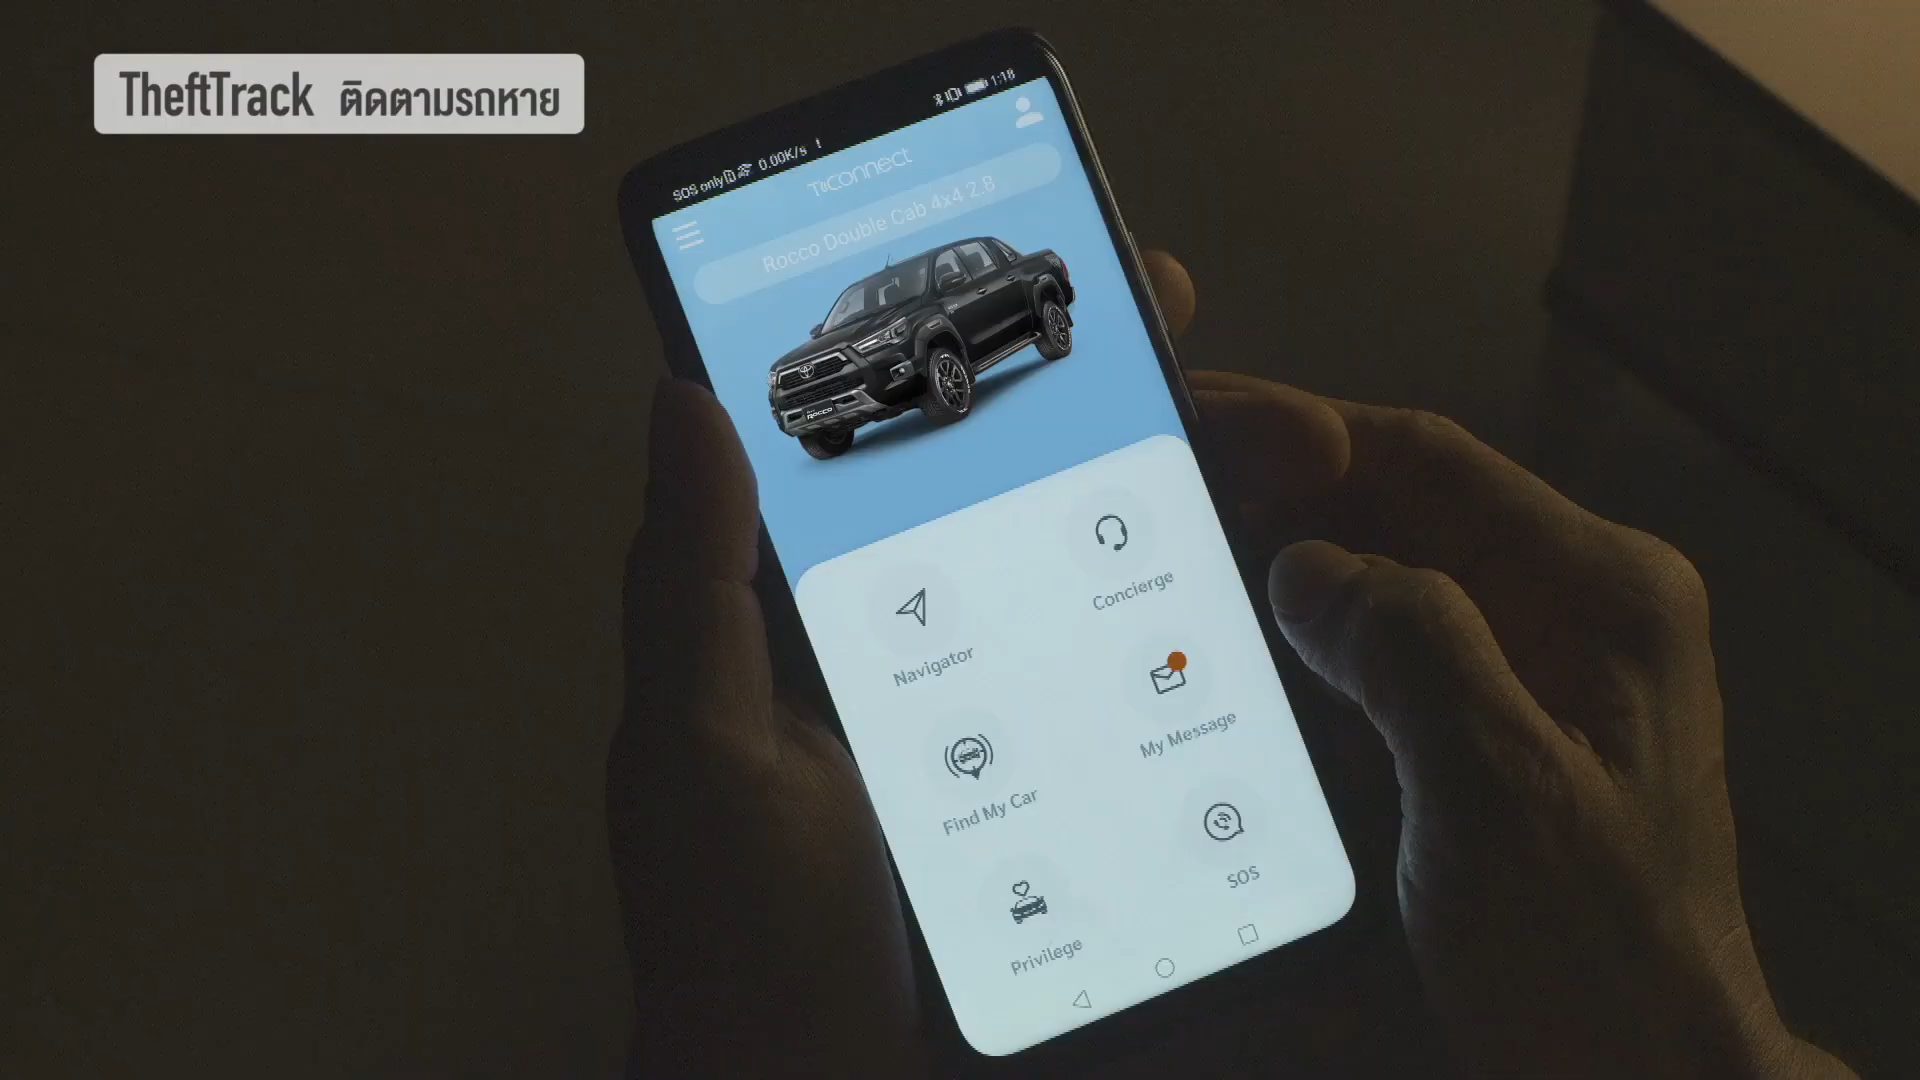 TheftTrack ติดตามรถหาย
SOS only 0.00K/s ! 1:18
T-Connect
Rocco Double Cab 4x4 2.8
ROCCO
Navigator
Concierge
Find My Car
My Message
Privilege
SOS